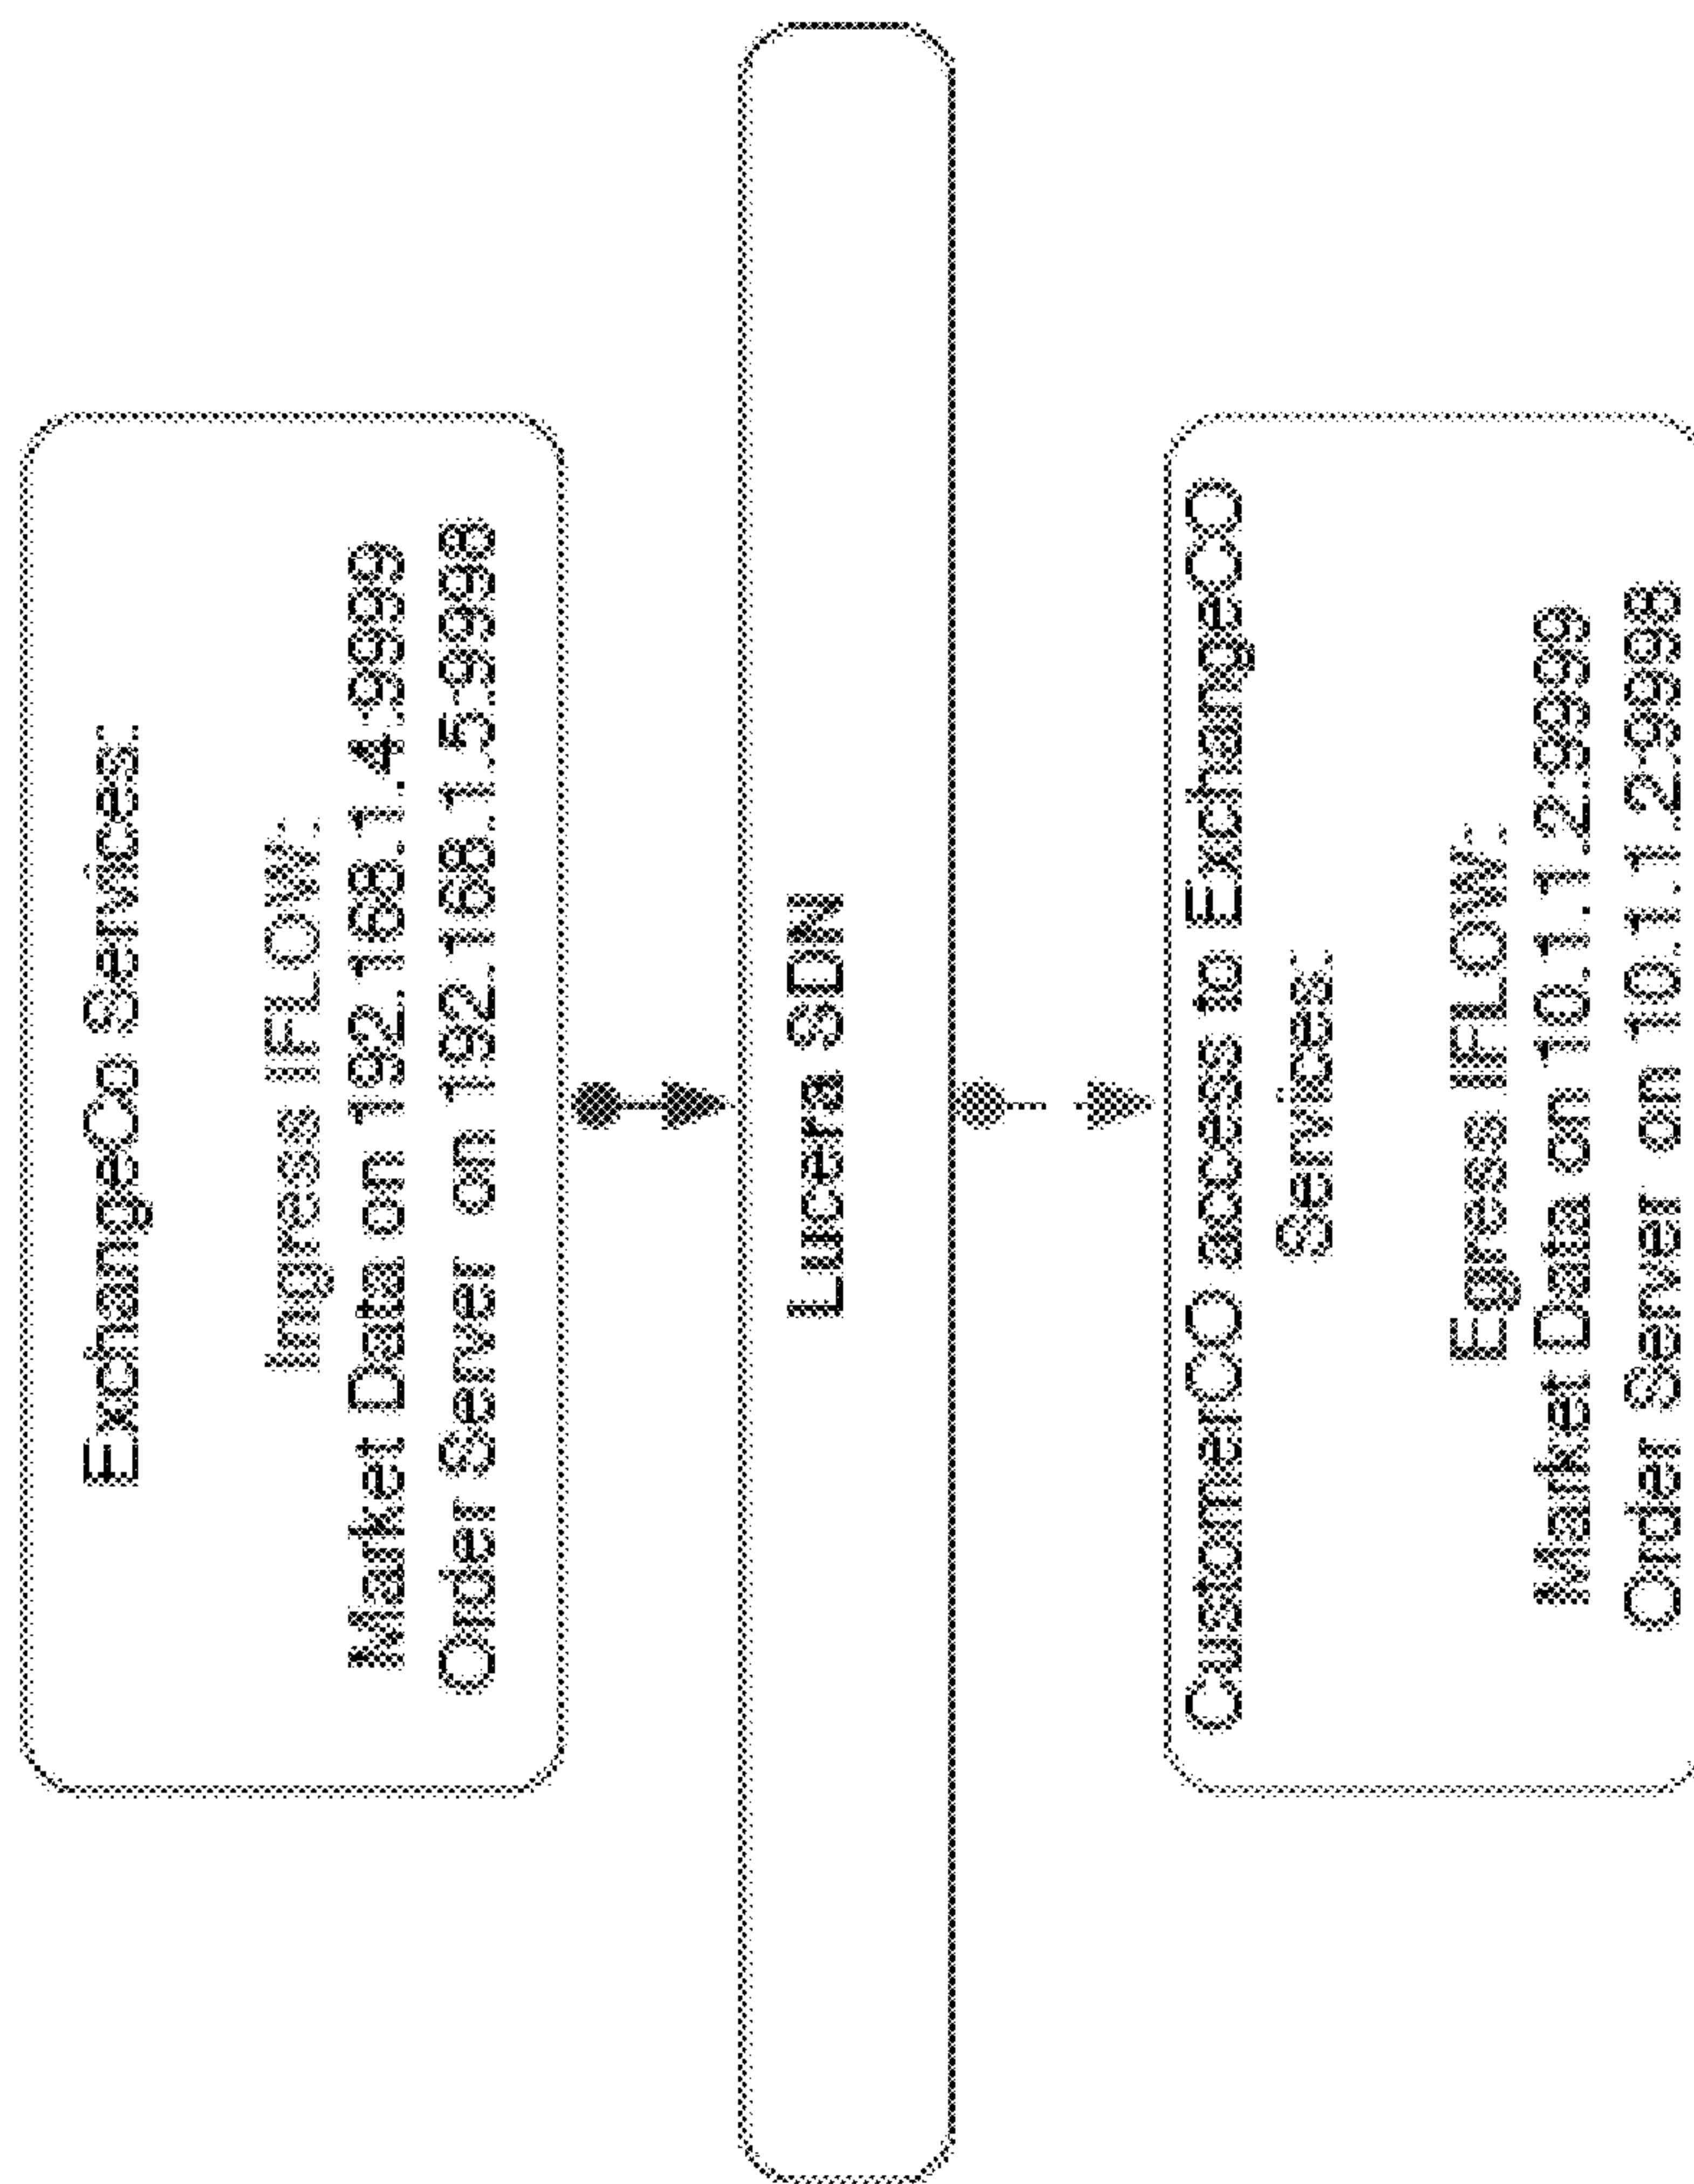 ExchangeCo Services:
Ingress IFLOW:
Market Data on 192.168.1.4:9999
Order Server on 192.168.1.5:9998
Lucera SDN
CustomerCO access to ExchangeCO
Services:
Egress IFLOW:
Market Data on 10.1.1.2:9999
Order Server on 10.1.1.2:9998